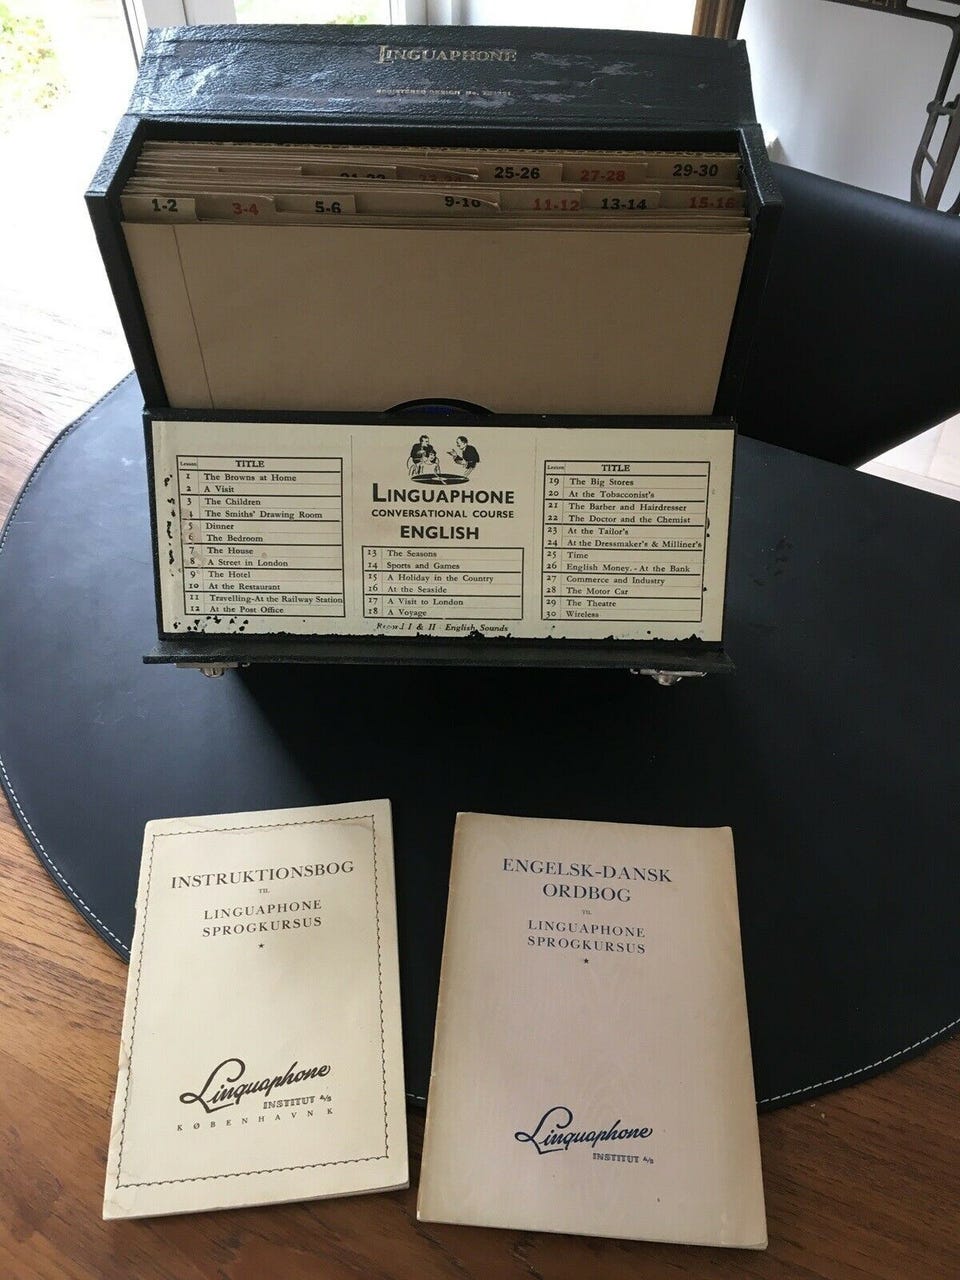 LINGUAPHONE
REGISTERED DESIGN No.
25-26
27-28
29-30
1-2
3-4
5-6
9-10
11-12
13-14
15-16
Lesson TITLE
1 The Browns at Home
2 A Visit
3 The Children
4 The Smiths' Drawing Room
5 Dinner
6 The Bedroom
7 The House
8 A Street in London
9 The Hotel
10 At the Restaurant
11 Travelling-At the Railway Station
12 At the Post Office
LINGUAPHONE
CONVERSATIONAL COURSE
ENGLISH
13 The Seasons
14 Sports and Games
15 A Holiday in the Country
16 At the Seaside
17 A Visit to London
18 A Voyage
Record I & II - English Sounds
Lesson TITLE
19 The Big Stores
20 At the Tobacconist's
21 The Barber and Hairdresser
22 The Doctor and the Chemist
23 At the Tailor's
24 At the Dressmaker's & Milliner's
25 Time
26 English Money.-At the Bank
27 Commerce and Industry
28 The Motor Car
29 The Theatre
30 Wireless
INSTRUKTIONSBOG
TIL
LINGUAPHONE
SPROGKURSUS
Linguaphone
INSTITUT A/S
KØBENHAVN K
ENGELSK-DANSK
ORDBOG
TIL
LINGUAPHONE
SPROGKURSUS
Linguaphone
INSTITUT A/S